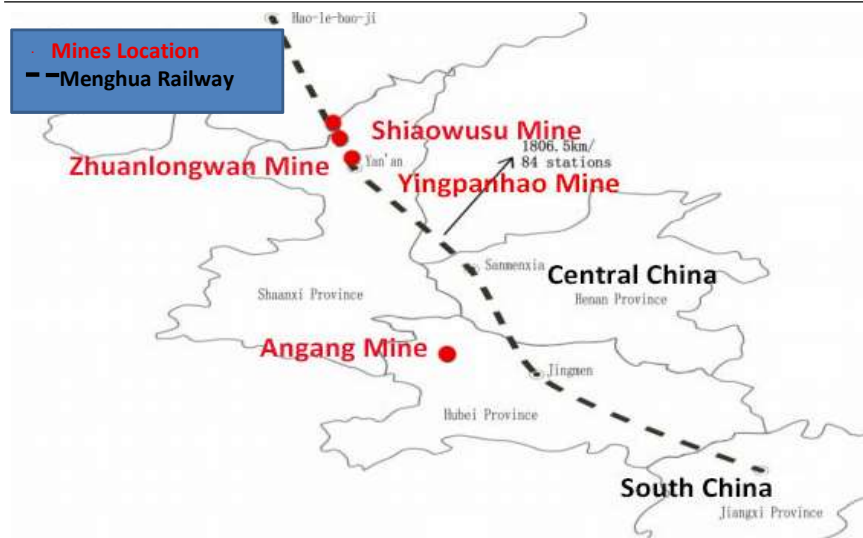 Hao-le-bao-ji
Mines Location
Menghua Railway
Shiaowusu Mine
1806.5km/
84 stations
Zhuanlongwan Mine
Yan'an
Yingpanhao Mine
Sanmenxia
Central China
Shaanxi Province
Henan Province
Angang Mine
Jingmen
Hubei Province
South China
Jiangxi Province